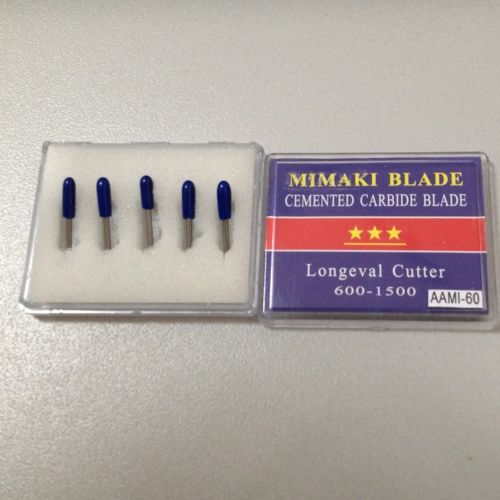 MIMAKI BLADE
CEMENTED CARBIDE BLADE
★★★
Longeval Cutter
600-1500
AAMI-60